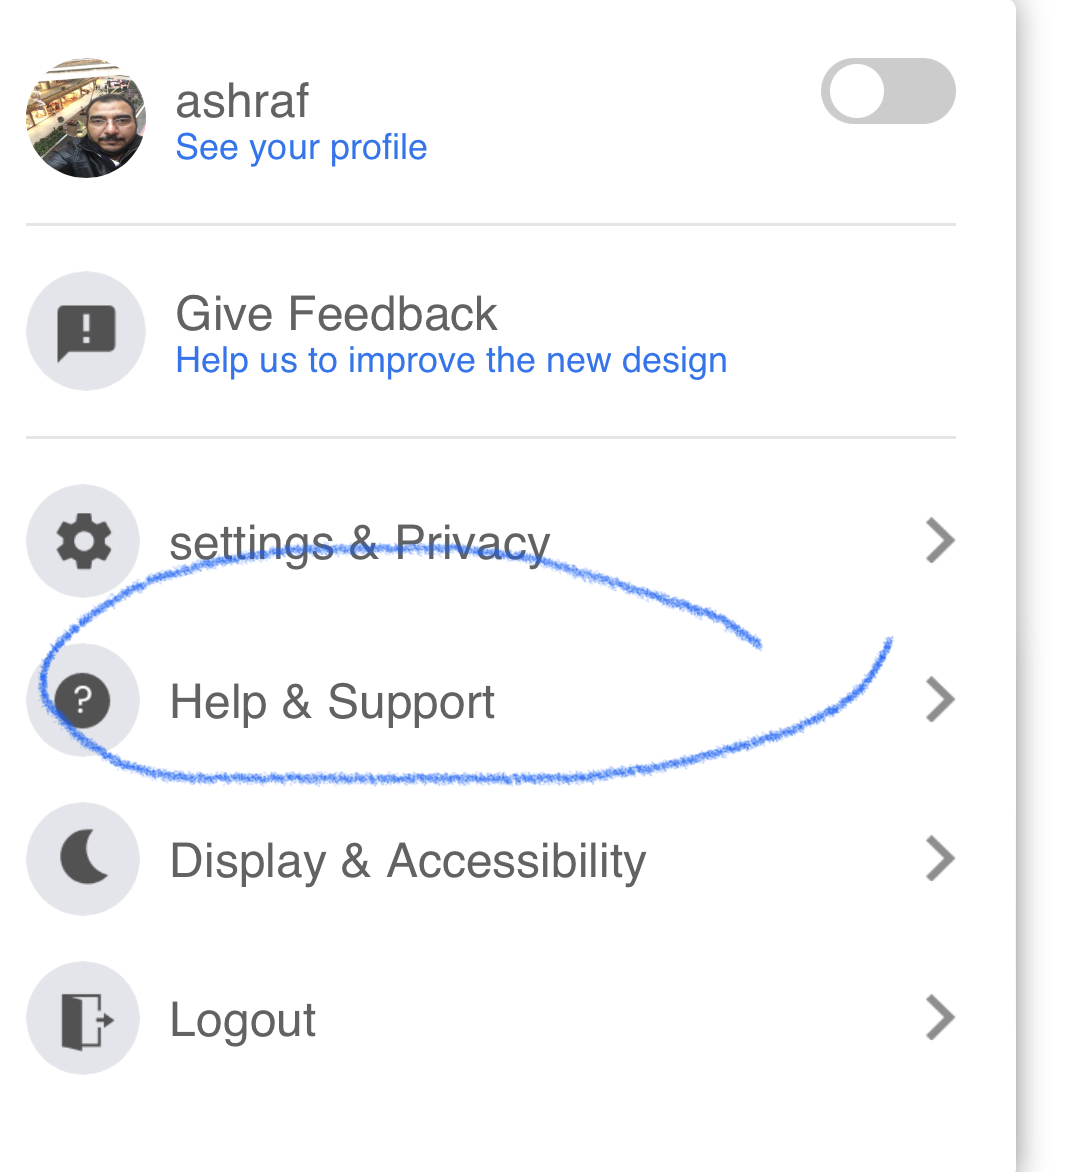 ashraf
See your profile
Give Feedback
Help us to improve the new design
settings & Privacy
Help & Support
Display & Accessibility
Logout